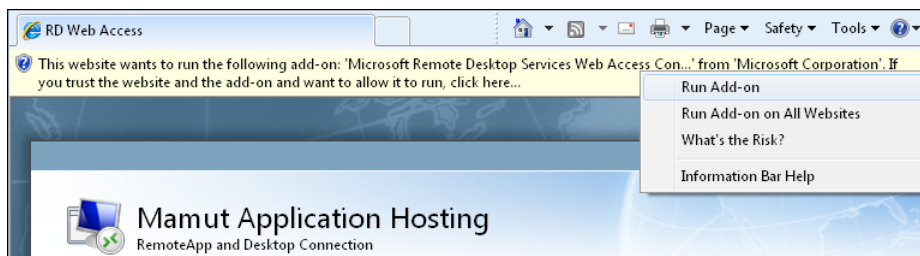 RD Web Access
Page
Safety
Tools
This website wants to run the following add-on: 'Microsoft Remote Desktop Services Web Access Con...' from 'Microsoft Corporation'. If
you trust the website and the add-on and want to allow it to run, click here...
Run Add-on
Run Add-on on All Websites
What's the Risk?
Information Bar Help
Mamut Application Hosting
RemoteApp and Desktop Connection